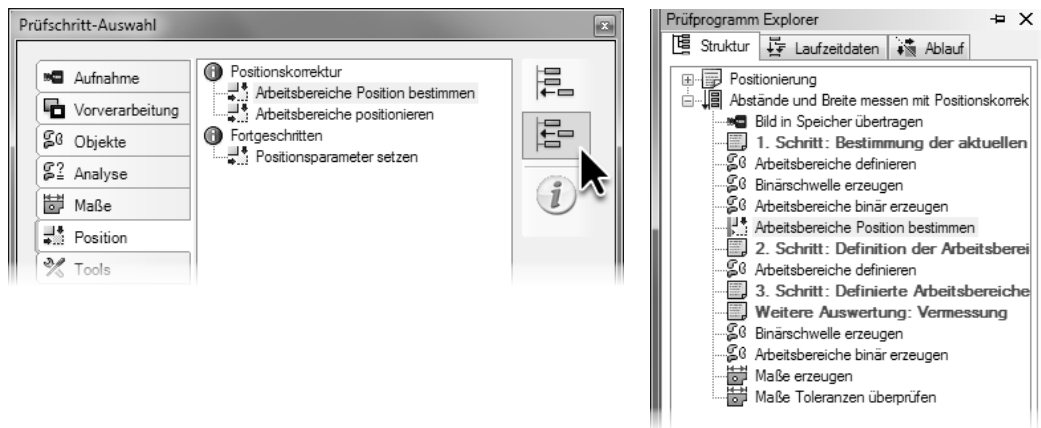 Prüfschritt-Auswahl
Aufnahme
Vorverarbeitung
Objekte
Analyse
Maße
Position
Tools
Positionskorrektur
Arbeitsbereiche Position bestimmen
Arbeitsbereiche positionieren
Fortgeschritten
Positionsparameter setzen
Prüfprogramm Explorer
Struktur
Laufzeitdaten
Ablauf
Positionierung
Abstände und Breite messen mit Positionskorrek
Bild in Speicher übertragen
1. Schritt: Bestimmung der aktuellen
Arbeitsbereiche definieren
Binärschwelle erzeugen
Arbeitsbereiche binär erzeugen
Arbeitsbereiche Position bestimmen
2. Schritt: Definition der Arbeitsberei
Arbeitsbereiche definieren
3. Schritt: Definierte Arbeitsbereiche
Weitere Auswertung: Vermessung
Binärschwelle erzeugen
Arbeitsbereiche binär erzeugen
Maße erzeugen
Maße Toleranzen überprüfen